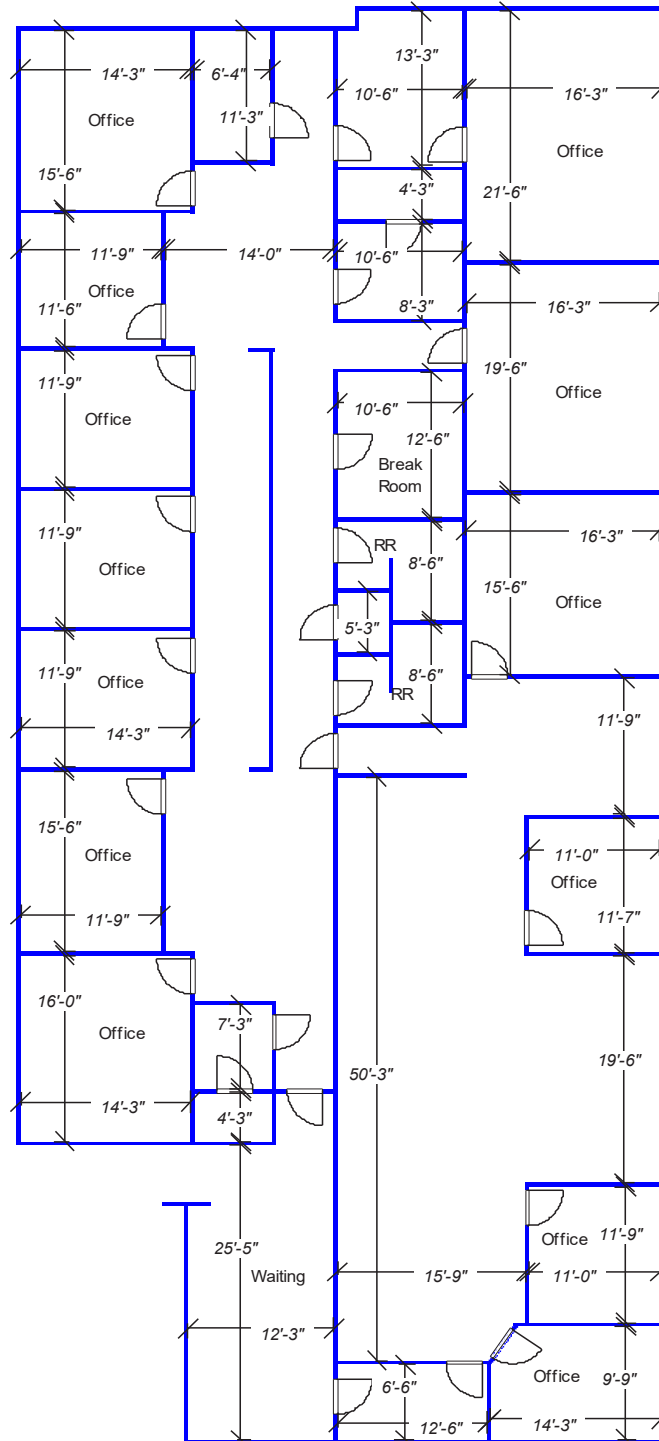 13'-3"
14'-3"
6'-4"
10'-6"
16'-3"
11'-3"
Office
Office
15'-6"
4'-3"
21'-6"
11'-9"
14'-0"
10'-6"
Office
11'-6"
8'-3"
16'-3"
11'-9"
19'-6"
Office
10'-6"
Office
12'-6"
Break
Room
11'-9"
16'-3"
RR
8'-6"
Office
15'-6"
Office
5'-3"
11'-9"
8'-6"
Office
RR
11'-9"
14'-3"
15'-6"
Office
11'-0"
Office
11'-9"
11'-7"
16'-0"
7'-3"
Office
19'-6"
50'-3"
14'-3"
4'-3"
11'-9"
Office
25'-5"
Waiting
15'-9"
11'-0"
12'-3"
Office
9'-9"
6'-6"
12'-6"
14'-3"